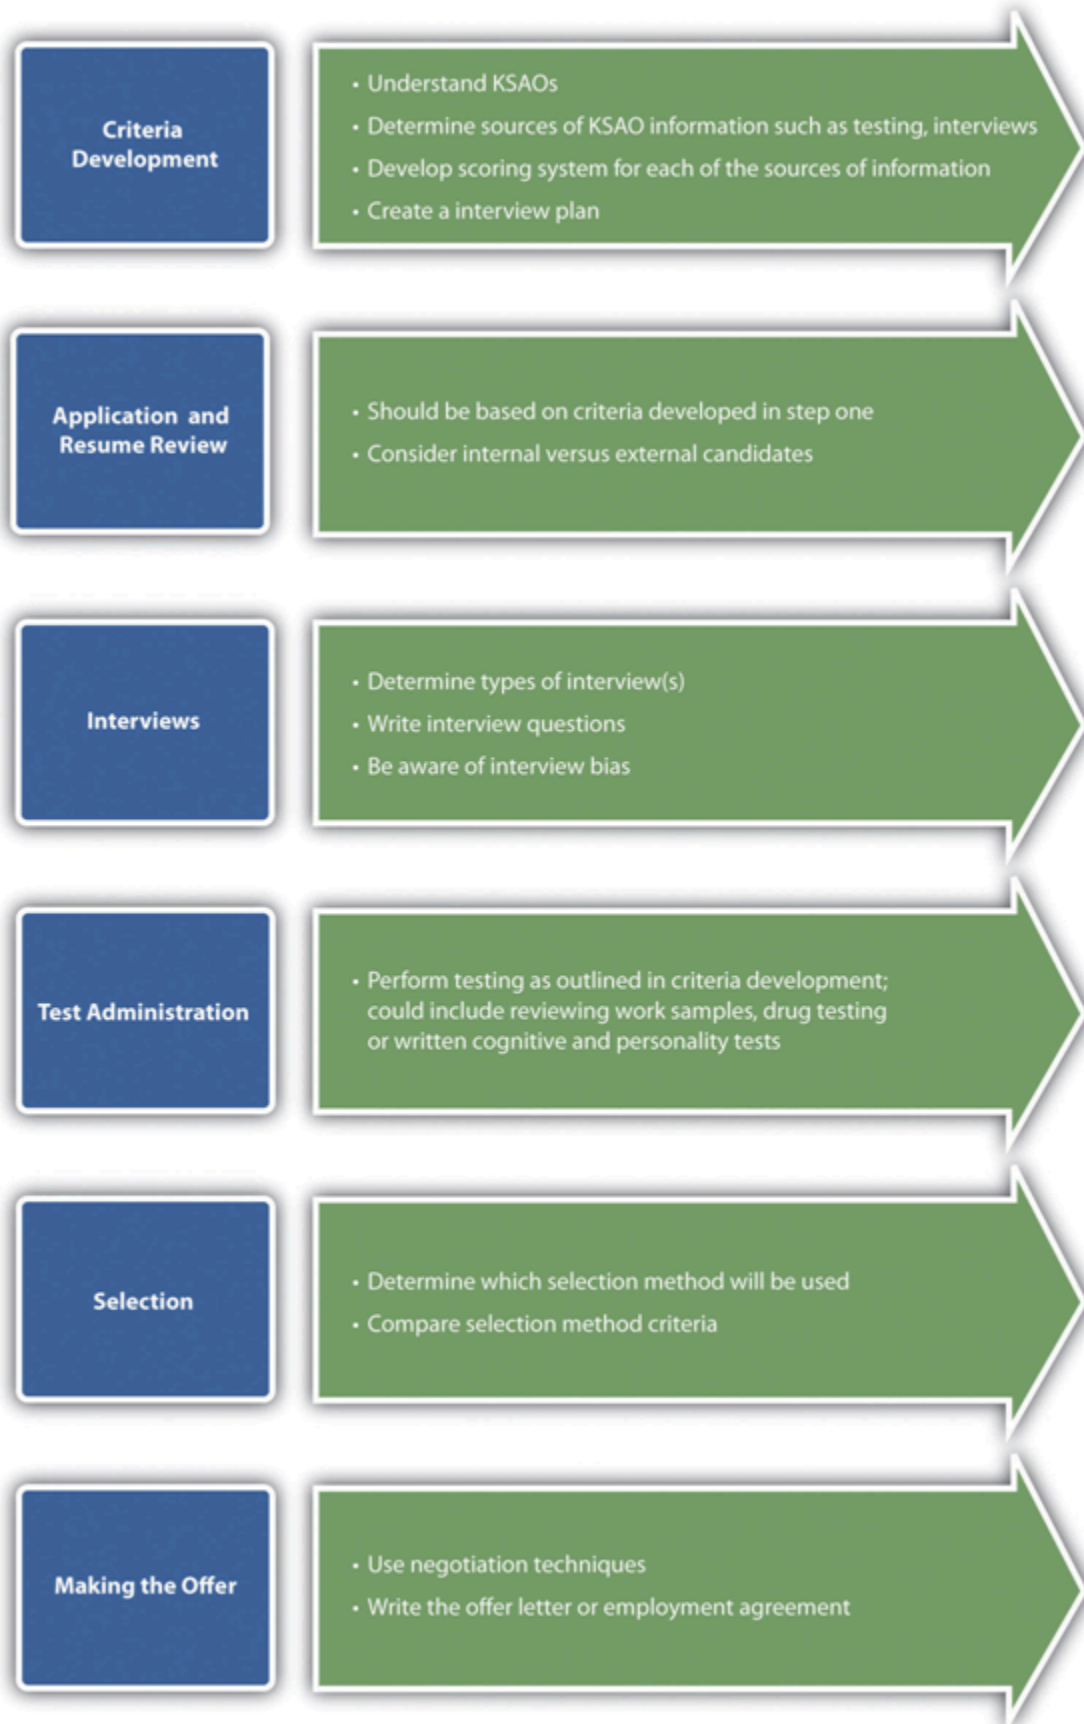 Criteria
Development
• Understand KSAOs
• Determine sources of KSAO information such as testing, interviews
• Develop scoring system for each of the sources of information
• Create a interview plan
Application and
Resume Review
• Should be based on criteria developed in step one
• Consider internal versus external candidates
Interviews
• Determine types of interview(s)
• Write interview questions
• Be aware of interview bias
Test Administration
• Perform testing as outlined in criteria development;
could include reviewing work samples, drug testing
or written cognitive and personality tests
Selection
• Determine which selection method will be used
• Compare selection method criteria
Making the Offer
• Use negotiation techniques
• Write the offer letter or employment agreement